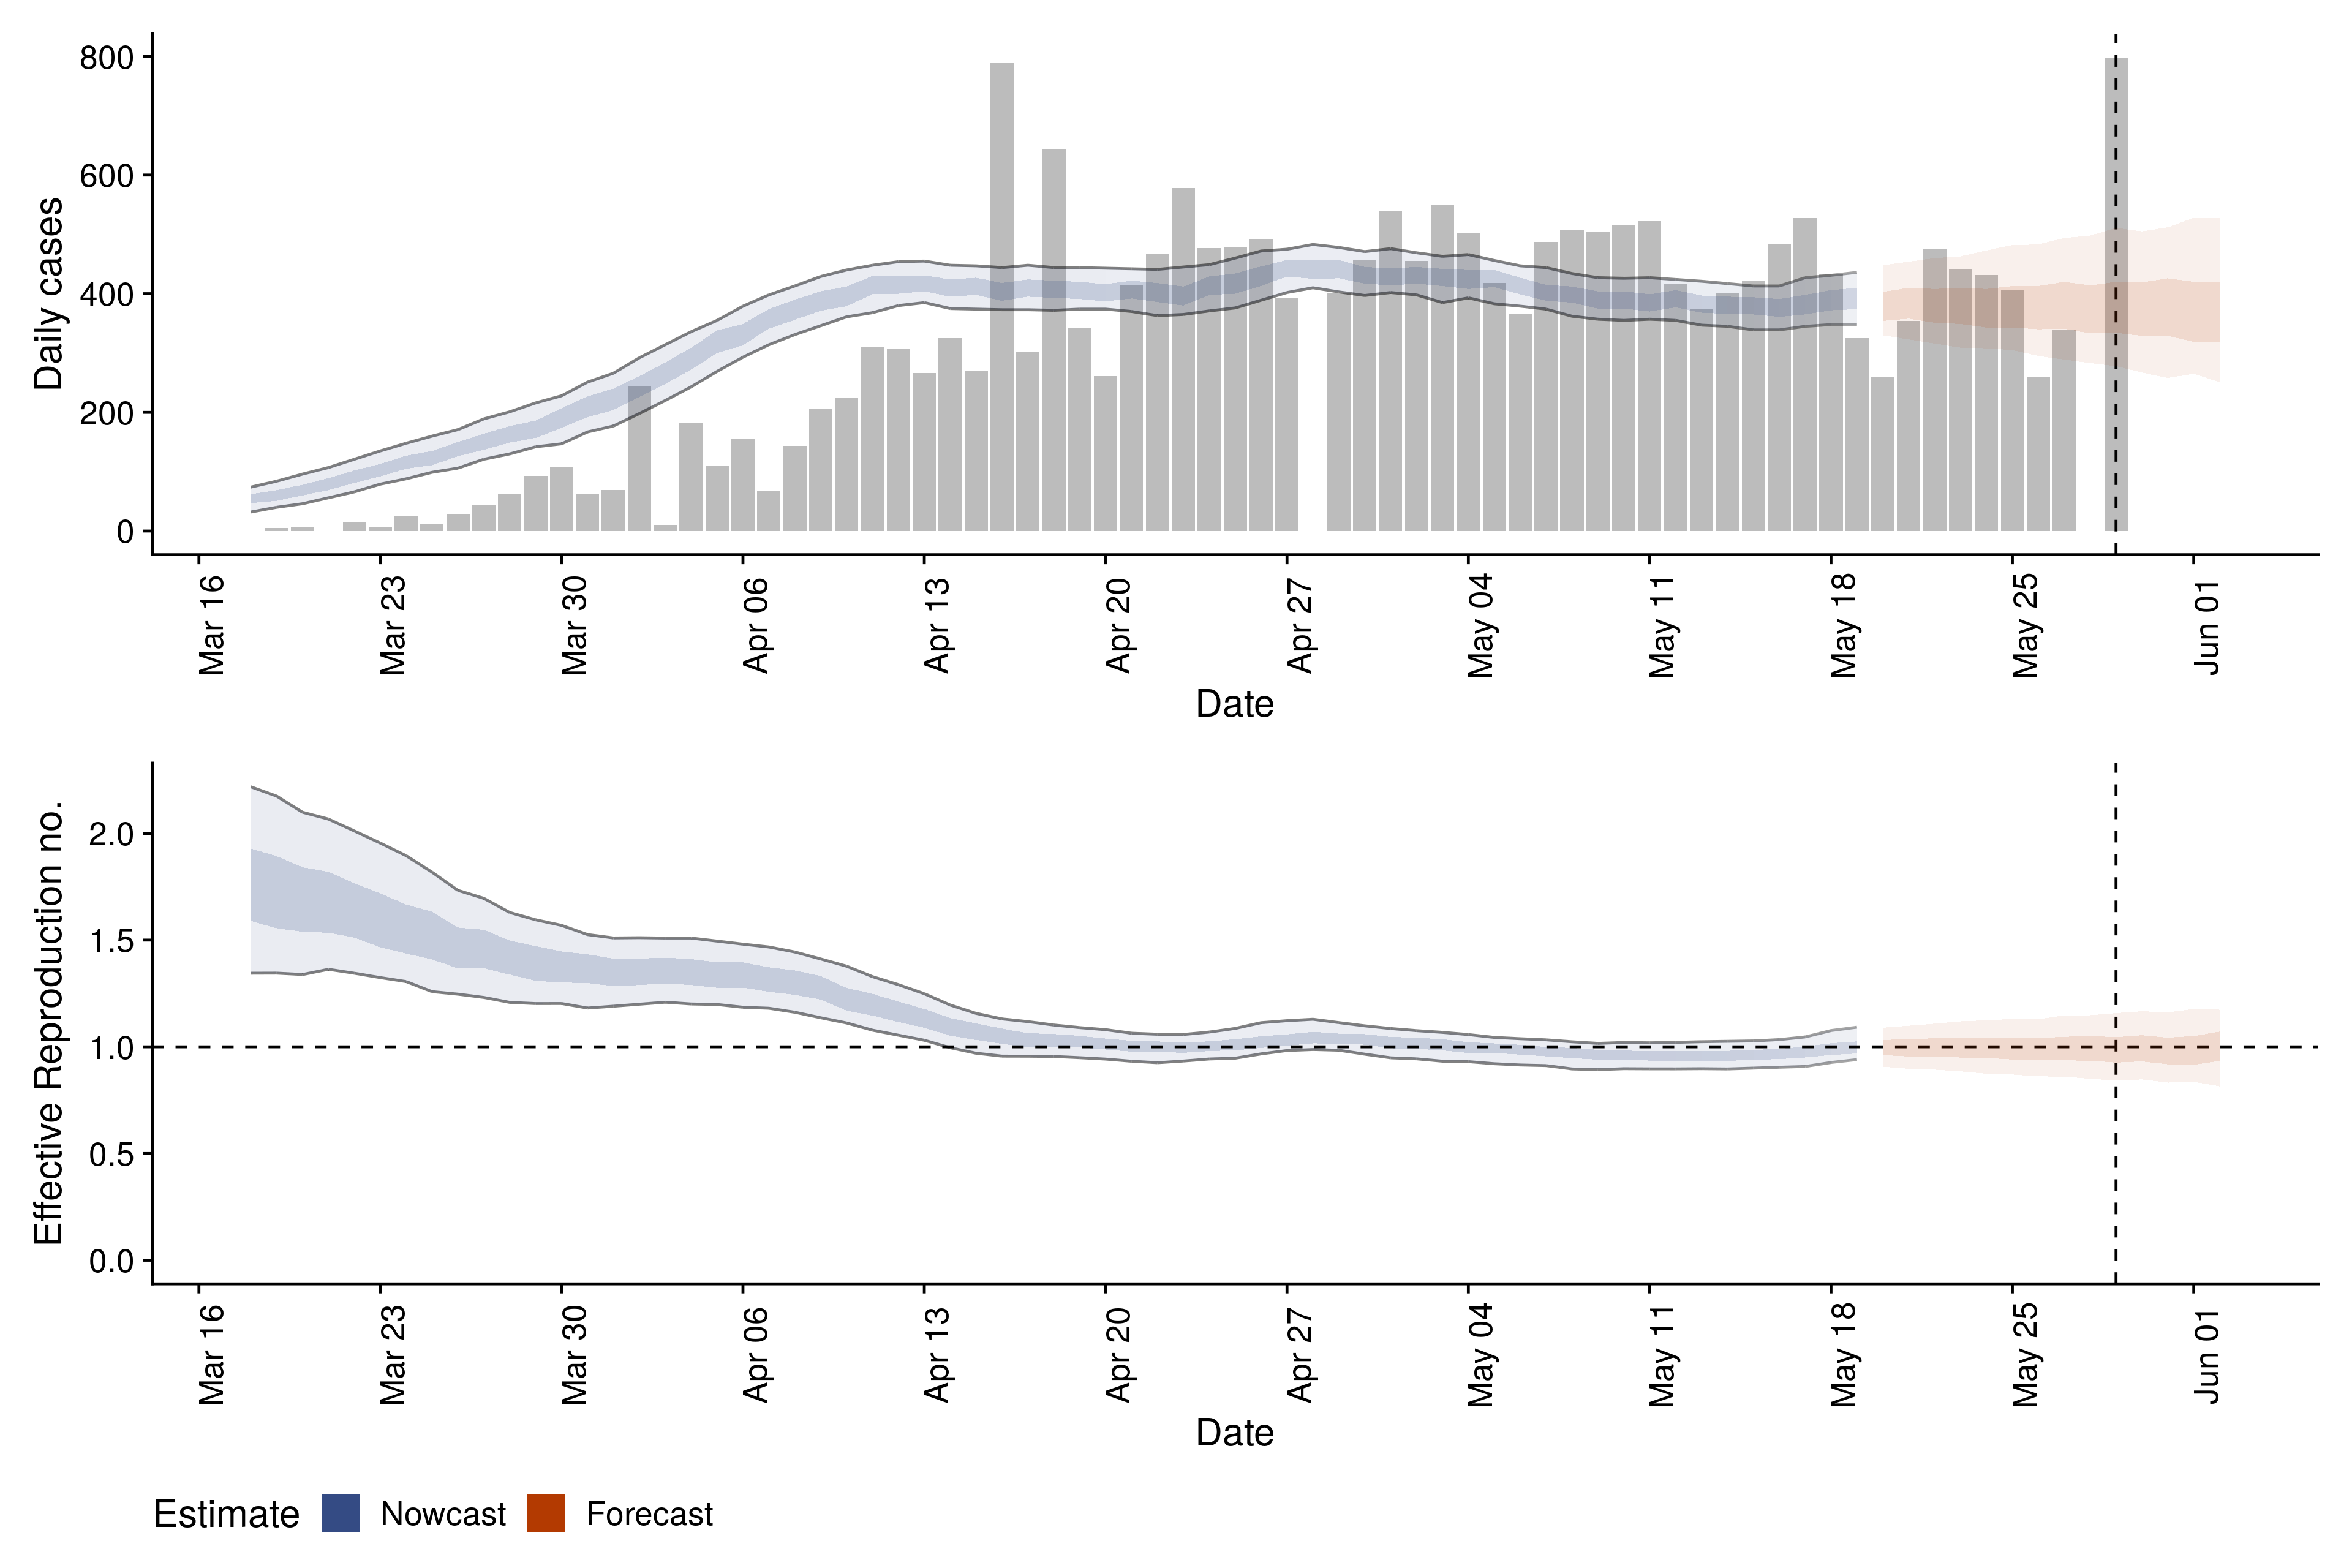 800
600
400
200
0
Daily cases
Mar 16
Mar 23
Mar 30
Apr 06
Apr 13
Apr 20
Apr 27
May 04
May 11
May 18
May 25
Jun 01
Date
2.0
1.5
1.0
0.5
0.0
Effective Reproduction no.
Mar 16
Mar 23
Mar 30
Apr 06
Apr 13
Apr 20
Apr 27
May 04
May 11
May 18
May 25
Jun 01
Date
Estimate Nowcast Forecast